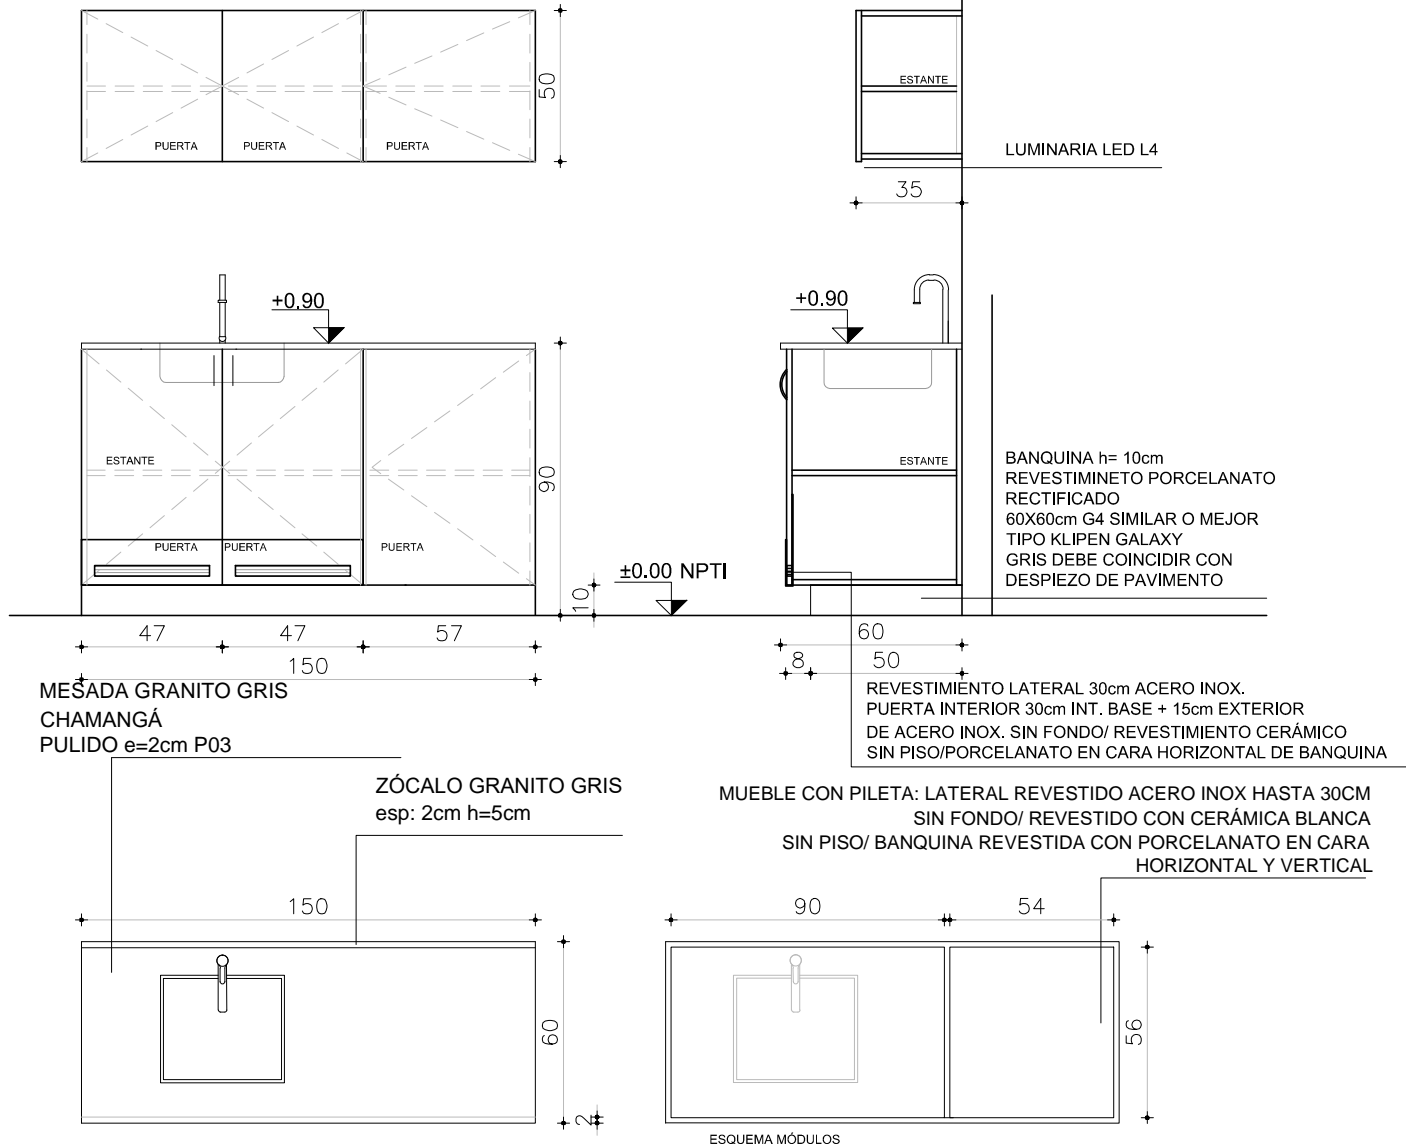 PUERTA
PUERTA
PUERTA
50
ESTANTE
LUMINARIA LED L4
35
+0.90
+0.90
ESTANTE
PUERTA
PUERTA
PUERTA
90
ESTANTE
BANQUINA h= 10cm
REVESTIMINETO PORCELANATO
RECTIFICADO
60X60cm G4 SIMILAR O MEJOR
TIPO KLIPEN GALAXY
GRIS DEBE COINCIDIR CON
DESPIEZO DE PAVIMENTO
±0.00 NPTI
10
47
47
57
150
60
8
50
MESADA GRANITO GRIS
CHAMANGÁ
PULIDO e=2cm P03
REVESTIMIENTO LATERAL 30cm ACERO INOX.
PUERTA INTERIOR 30cm INT. BASE + 15cm EXTERIOR
DE ACERO INOX. SIN FONDO/ REVESTIMIENTO CERÁMICO
SIN PISO/PORCELANATO EN CARA HORIZONTAL DE BANQUINA
ZÓCALO GRANITO GRIS
esp: 2cm h=5cm
MUEBLE CON PILETA: LATERAL REVESTIDO ACERO INOX HASTA 30CM
SIN FONDO/ REVESTIDO CON CERÁMICA BLANCA
SIN PISO/ BANQUINA REVESTIDA CON PORCELANATO EN CARA
HORIZONTAL Y VERTICAL
150
60
2
90
54
56
ESQUEMA MÓDULOS